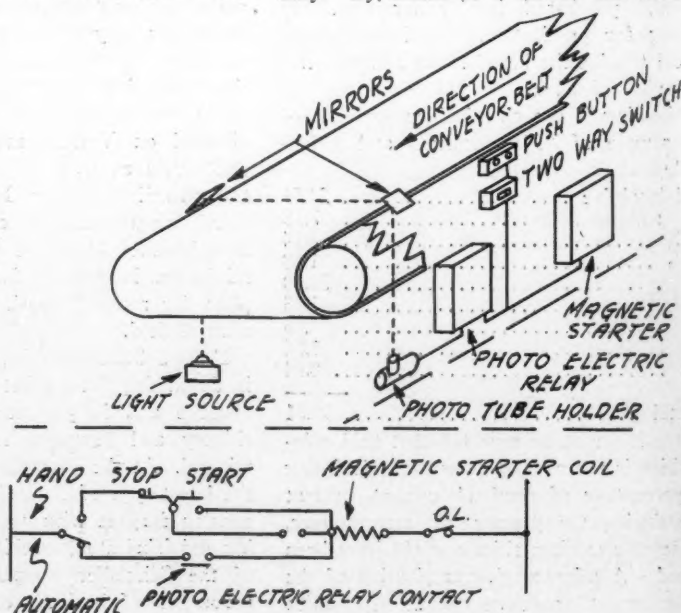 MIRRORS
DIRECTION OF
CONVEYOR BELT
PUSH BUTTON
TWO WAY SWITCH
MAGNETIC
STARTER
PHOTO ELECTRIC
RELAY
LIGHT SOURCE
PHOTO TUBE HOLDER
HAND
STOP
START
MAGNETIC STARTER COIL
O.L.
AUTOMATIC
PHOTO ELECTRIC RELAY CONTACT